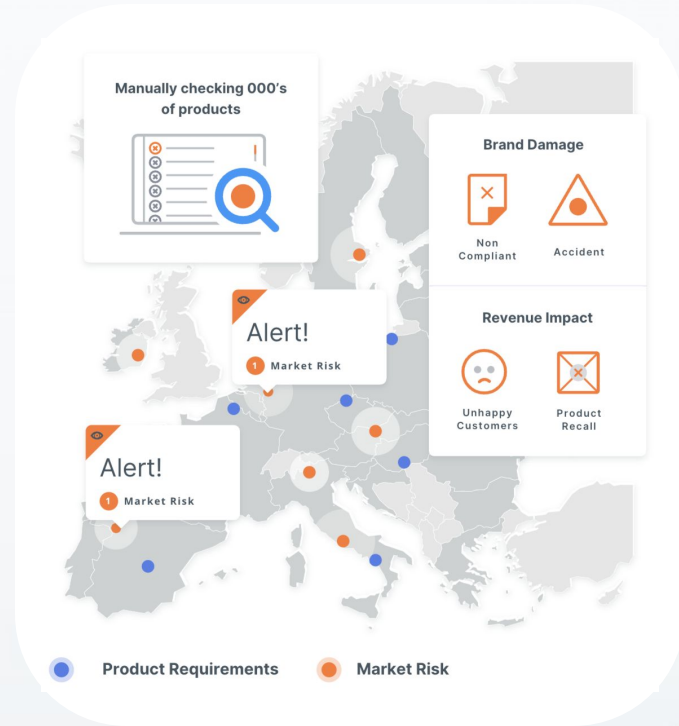 Manually checking 000's
of products
Brand Damage
Non
Compliant
Accident
Revenue Impact
Unhappy
Customers
Product
Recall
Alert!
1 Market Risk
Alert!
1 Market Risk
Product Requirements
Market Risk